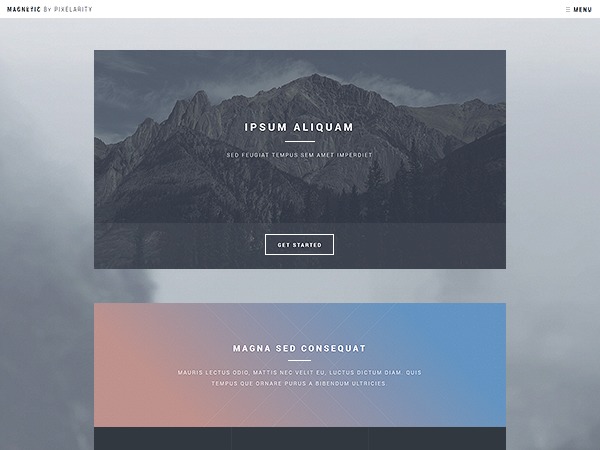 MAGNETIC BY PIXELARITY
☰ MENU
IPSUM ALIQUAM
SED FEUGIAT TEMPUS SEM AMET IMPERDIET
GET STARTED
MAGNA SED CONSEQUAT
MAURIS LECTUS ODIO, MATTIS NEC VELIT EU, LUCTUS DICTUM DIAM. QUIS
TEMPUS QUE ORNARE PURUS A BIBENDUM ULTRICIES.